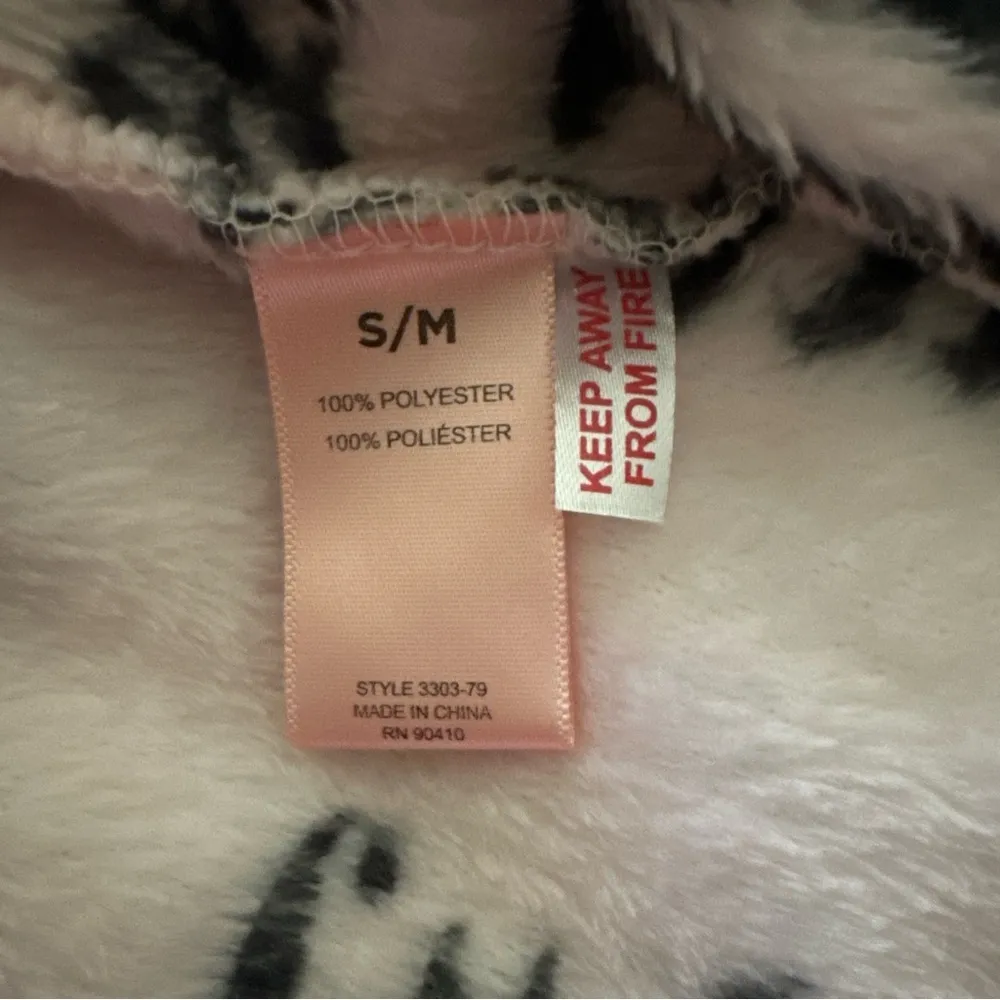 S/M
100% POLYESTER
100% POLIÉSTER
STYLE 3303-79
MADE IN CHINA
RN 90410
KEEP AWAY
FROM FIRE